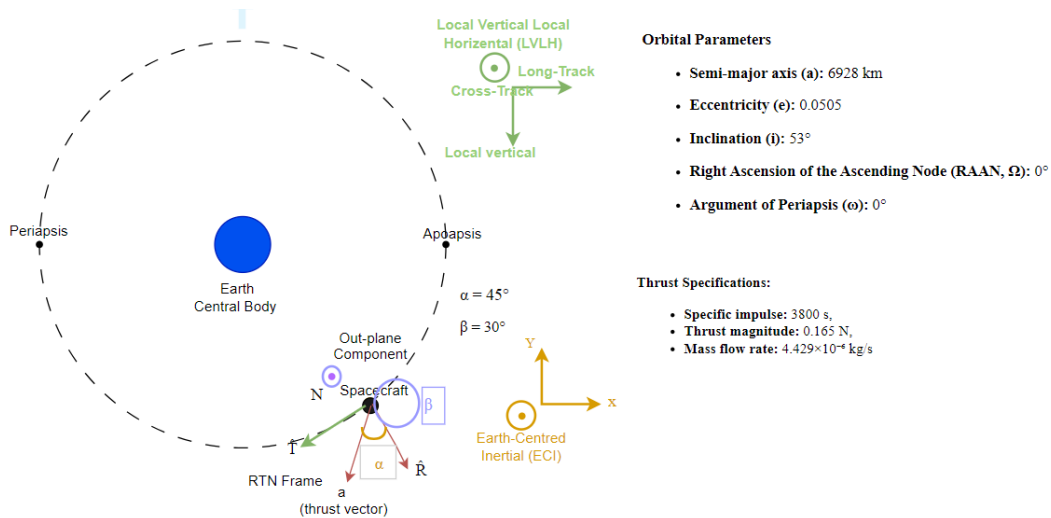 Local Vertical Local
Horizental (LVLH)
Long-Track
Cross-Track
Local vertical
Periapsis
Apoapsis
Earth
Central Body
α = 45°
β = 30°
Out-plane
Component
N
Spacecraft
β
T̂
R̂
α
RTN Frame
a
(thrust vector)
Y
x
Earth-Centred
Inertial (ECI)
Orbital Parameters
• Semi-major axis (a): 6928 km
• Eccentricity (e): 0.0505
• Inclination (i): 53°
• Right Ascension of the Ascending Node (RAAN, Ω): 0°
• Argument of Periapsis (ω): 0°
Thrust Specifications:
• Specific impulse: 3800 s,
• Thrust magnitude: 0.165 N,
• Mass flow rate: 4.429×10⁻⁶ kg/s